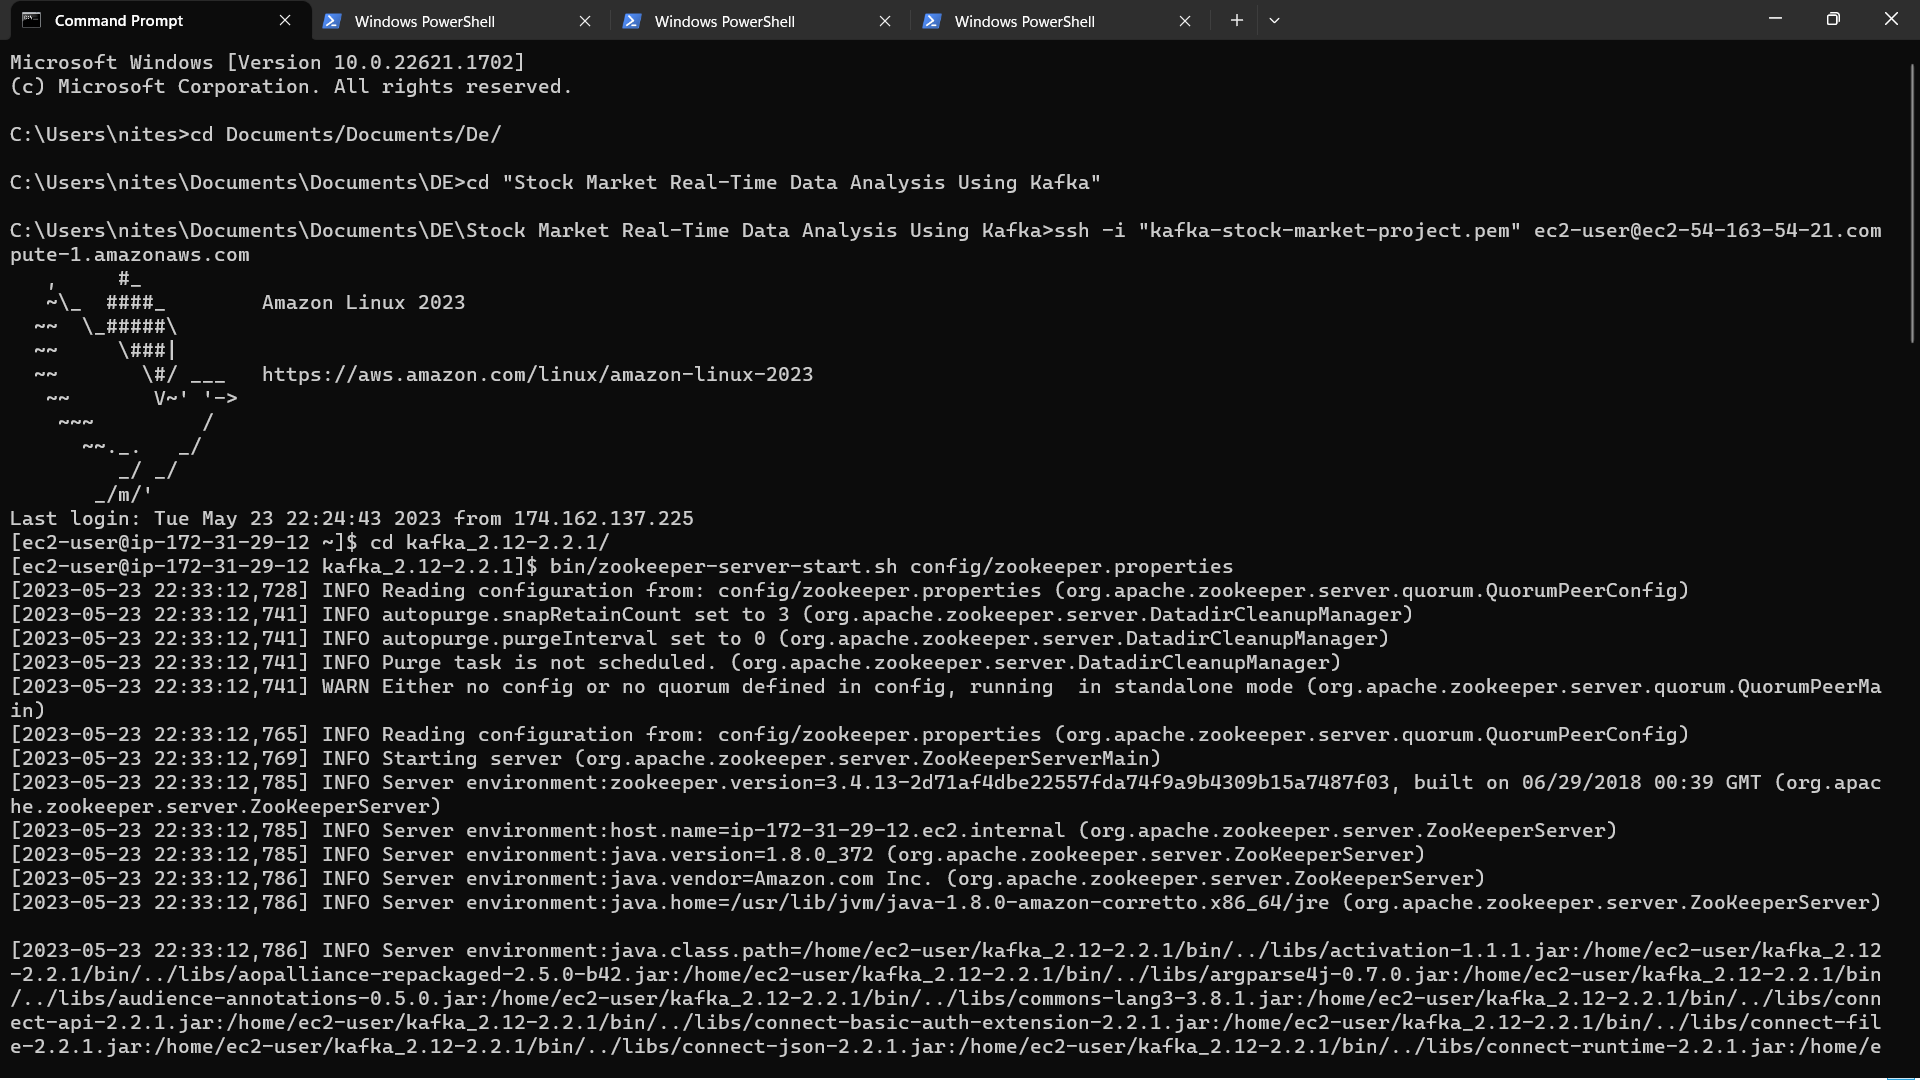 Command Prompt Windows PowerShell Windows PowerShell Windows PowerShell
Microsoft Windows [Version 10.0.22621.1702]
(c) Microsoft Corporation. All rights reserved.
C:\Users\nites>cd Documents/Documents/De/
C:\Users\nites\Documents\Documents\DE>cd "Stock Market Real-Time Data Analysis Using Kafka"
C:\Users\nites\Documents\Documents\DE\Stock Market Real-Time Data Analysis Using Kafka>ssh -i "kafka-stock-market-project.pem" ec2-user@ec2-54-163-54-21.com
pute-1.amazonaws.com
   ,     #_
   ~\_  ####_        Amazon Linux 2023
  ~~  \_#####\
  ~~     \###|
  ~~       \#/ ___   https://aws.amazon.com/linux/amazon-linux-2023
   ~~       V~' '->
    ~~~         /
      ~~._.   _/
         _/ _/
       _/m/'
Last login: Tue May 23 22:24:43 2023 from 174.162.137.225
[ec2-user@ip-172-31-29-12 ~]$ cd kafka_2.12-2.2.1/
[ec2-user@ip-172-31-29-12 kafka_2.12-2.2.1]$ bin/zookeeper-server-start.sh config/zookeeper.properties
[2023-05-23 22:33:12,728] INFO Reading configuration from: config/zookeeper.properties (org.apache.zookeeper.server.quorum.QuorumPeerConfig)
[2023-05-23 22:33:12,741] INFO autopurge.snapRetainCount set to 3 (org.apache.zookeeper.server.DatadirCleanupManager)
[2023-05-23 22:33:12,741] INFO autopurge.purgeInterval set to 0 (org.apache.zookeeper.server.DatadirCleanupManager)
[2023-05-23 22:33:12,741] INFO Purge task is not scheduled. (org.apache.zookeeper.server.DatadirCleanupManager)
[2023-05-23 22:33:12,741] WARN Either no config or no quorum defined in config, running  in standalone mode (org.apache.zookeeper.server.quorum.QuorumPeerMa
in)
[2023-05-23 22:33:12,765] INFO Reading configuration from: config/zookeeper.properties (org.apache.zookeeper.server.quorum.QuorumPeerConfig)
[2023-05-23 22:33:12,769] INFO Starting server (org.apache.zookeeper.server.ZooKeeperServerMain)
[2023-05-23 22:33:12,785] INFO Server environment:zookeeper.version=3.4.13-2d71af4dbe22557fda74f9a9b4309b15a7487f03, built on 06/29/2018 00:39 GMT (org.apac
he.zookeeper.server.ZooKeeperServer)
[2023-05-23 22:33:12,785] INFO Server environment:host.name=ip-172-31-29-12.ec2.internal (org.apache.zookeeper.server.ZooKeeperServer)
[2023-05-23 22:33:12,785] INFO Server environment:java.version=1.8.0_372 (org.apache.zookeeper.server.ZooKeeperServer)
[2023-05-23 22:33:12,786] INFO Server environment:java.vendor=Amazon.com Inc. (org.apache.zookeeper.server.ZooKeeperServer)
[2023-05-23 22:33:12,786] INFO Server environment:java.home=/usr/lib/jvm/java-1.8.0-amazon-corretto.x86_64/jre (org.apache.zookeeper.server.ZooKeeperServer)
[2023-05-23 22:33:12,786] INFO Server environment:java.class.path=/home/ec2-user/kafka_2.12-2.2.1/bin/../libs/activation-1.1.1.jar:/home/ec2-user/kafka_2.12
-2.2.1/bin/../libs/aopalliance-repackaged-2.5.0-b42.jar:/home/ec2-user/kafka_2.12-2.2.1/bin/../libs/argparse4j-0.7.0.jar:/home/ec2-user/kafka_2.12-2.2.1/bin
/../libs/audience-annotations-0.5.0.jar:/home/ec2-user/kafka_2.12-2.2.1/bin/../libs/commons-lang3-3.8.1.jar:/home/ec2-user/kafka_2.12-2.2.1/bin/../libs/conn
ect-api-2.2.1.jar:/home/ec2-user/kafka_2.12-2.2.1/bin/../libs/connect-basic-auth-extension-2.2.1.jar:/home/ec2-user/kafka_2.12-2.2.1/bin/../libs/connect-fil
e-2.2.1.jar:/home/ec2-user/kafka_2.12-2.2.1/bin/../libs/connect-json-2.2.1.jar:/home/ec2-user/kafka_2.12-2.2.1/bin/../libs/connect-runtime-2.2.1.jar:/home/e